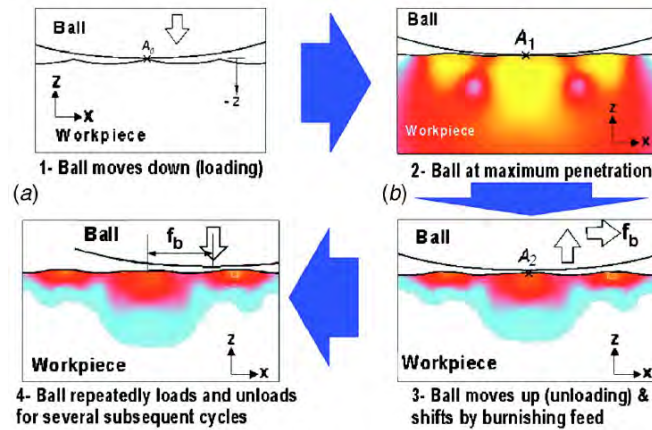 Ball
A₀
Z
X
- z
Workpiece
1- Ball moves down (loading)
Ball
A₁
z
x
Workpiece
2- Ball at maximum penetration
(a)
(b)
Ball
f_b
A₂
z
x
Workpiece
3- Ball moves up (unloading) &
shifts by burnishing feed
Ball
f_b
z
x
Workpiece
4- Ball repeatedly loads and unloads
for several subsequent cycles